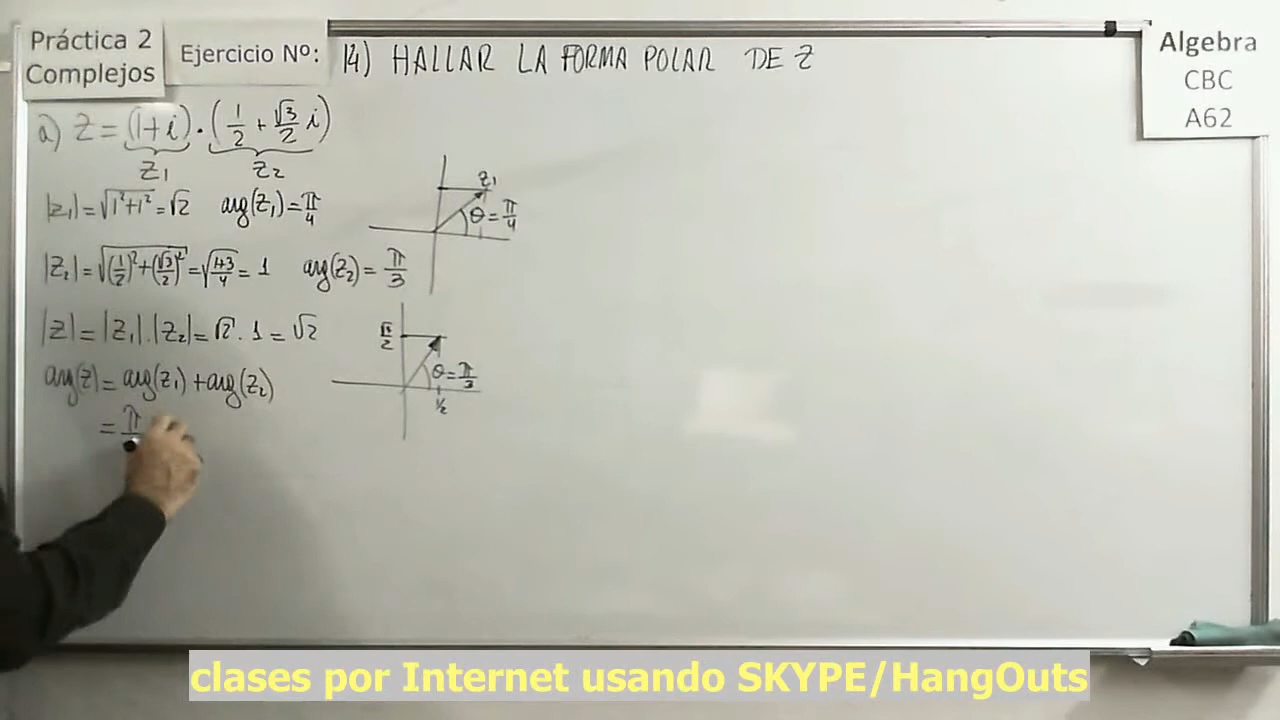 Práctica 2
Complejos
Ejercicio Nº:
14) HALLAR LA FORMA POLAR DE Z
Algebra
CBC
A62
a) Z = (1+i) · (1/2 + √3/2 i)
Z1 Z2
|Z1| = √(1²+1²) = √2 arg(Z1) = π/4
Z1
θ = π/4
|Z2| = √((1/2)² + (√3/2)²) = √((1+3)/4) = 1 arg(Z2) = π/3
|Z| = |Z1| . |Z2| = √2 . 1 = √2
√3/2
θ = π/3
1/2
arg(Z) = arg(Z1) + arg(Z2)
= π
clases por Internet usando SKYPE/HangOuts